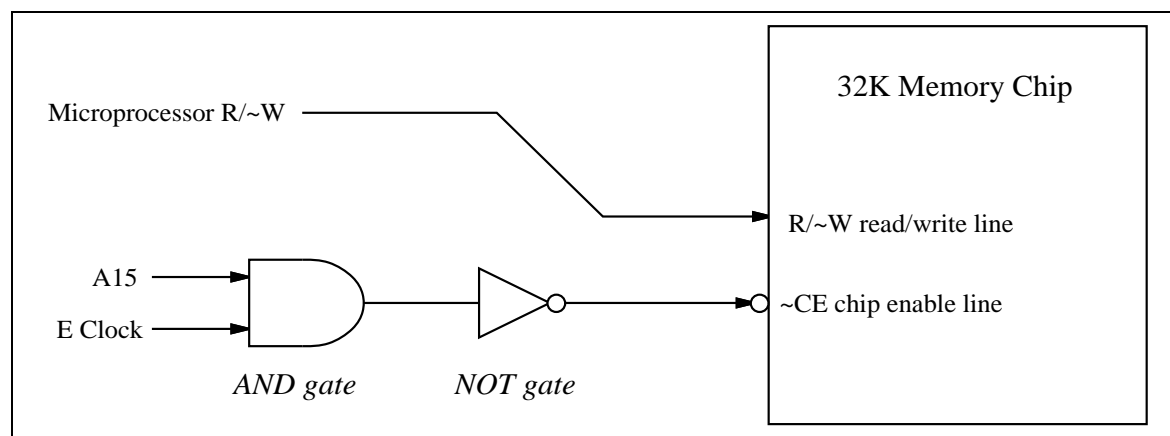 32K Memory Chip
Microprocessor R/~W
R/~W read/write line
A15
~CE chip enable line
E Clock
AND gate
NOT gate